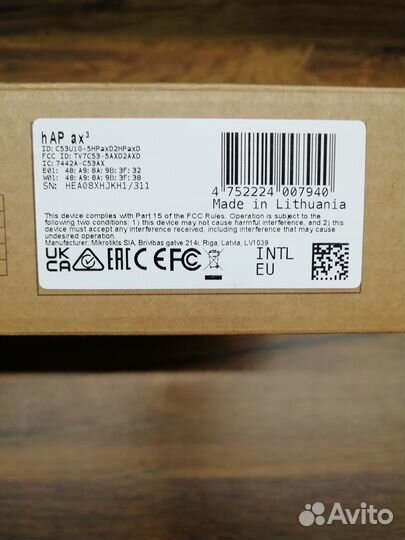 hAP ax³
ID: C53UiG-5HPaxD2HPaxD
FCC ID: TV7C53-5AXD2AXD
IC: 7442A-C53AX
E01: 48: A9: 8A: 9B: 3F: 32
W01: 48: A9: 8A: 9B: 3F: 38
SN: HEA08XHJKH1/311
4 752224 007940
Made in Lithuania
This device complies with Part 15 of the FCC Rules. Operation is subject to the
following two conditions: 1) this device may not cause harmful interference, and 2) this device
must accept any interference received, including interference that may cause undesired operation.
Manufacturer: Mikrotikls SIA, Brivibas gatve 214i, Riga, Latvia, LV1039
UK
CA
EAC
CE
FC
INTL
EU
Avito